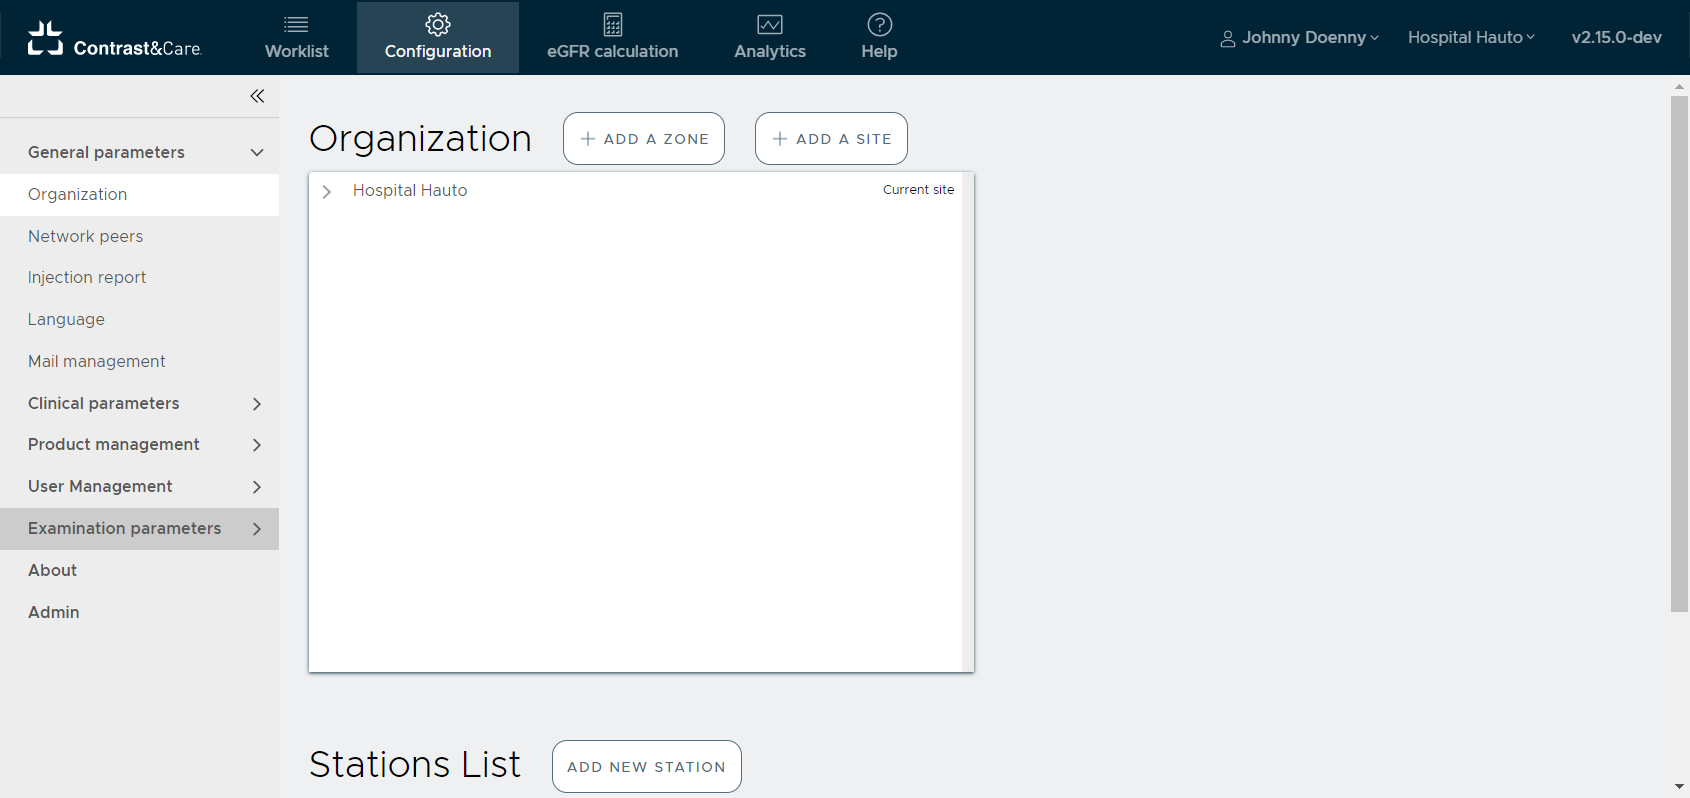 Contrast&Care.
Worklist
Configuration
eGFR calculation
Analytics
Help
Johnny Doenny
Hospital Hauto
v2.15.0-dev
General parameters
Organization
Network peers
Injection report
Language
Mail management
Clinical parameters
Product management
User Management
Examination parameters
About
Admin
Organization
ADD A ZONE
ADD A SITE
Hospital Hauto
Current site
Stations List
ADD NEW STATION